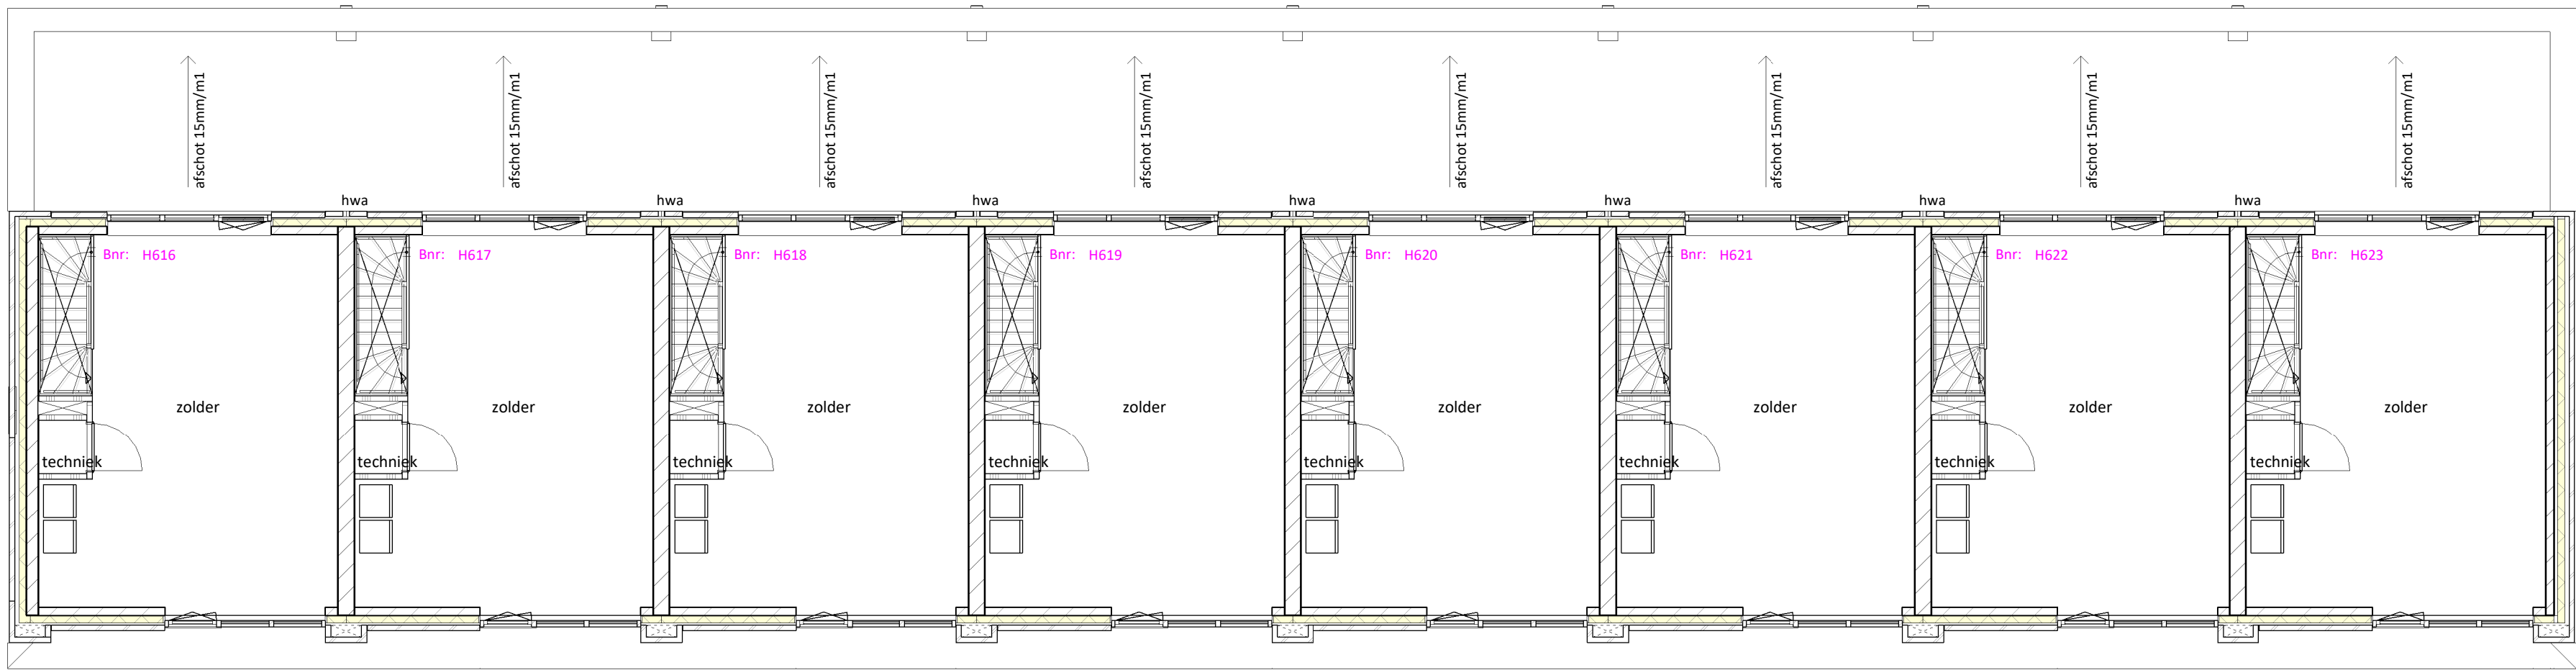 afschot 15mm/m1
afschot 15mm/m1
afschot 15mm/m1
afschot 15mm/m1
afschot 15mm/m1
afschot 15mm/m1
afschot 15mm/m1
afschot 15mm/m1
hwa
hwa
hwa
hwa
hwa
hwa
hwa
Bnr: H616
Bnr: H617
Bnr: H618
Bnr: H619
Bnr: H620
Bnr: H621
Bnr: H622
Bnr: H623
zolder
zolder
zolder
zolder
zolder
zolder
zolder
zolder
techniek
techniek
techniek
techniek
techniek
techniek
techniek
techniek